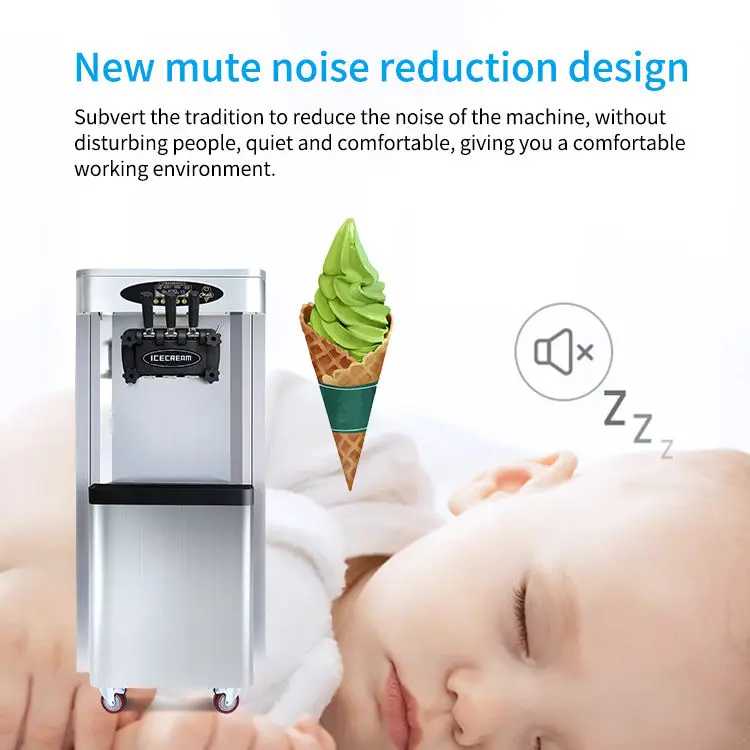 New mute noise reduction design
Subvert the tradition to reduce the noise of the machine, without
disturbing people, quiet and comfortable, giving you a comfortable
working environment.
ICECREAM
Z
Z
Z